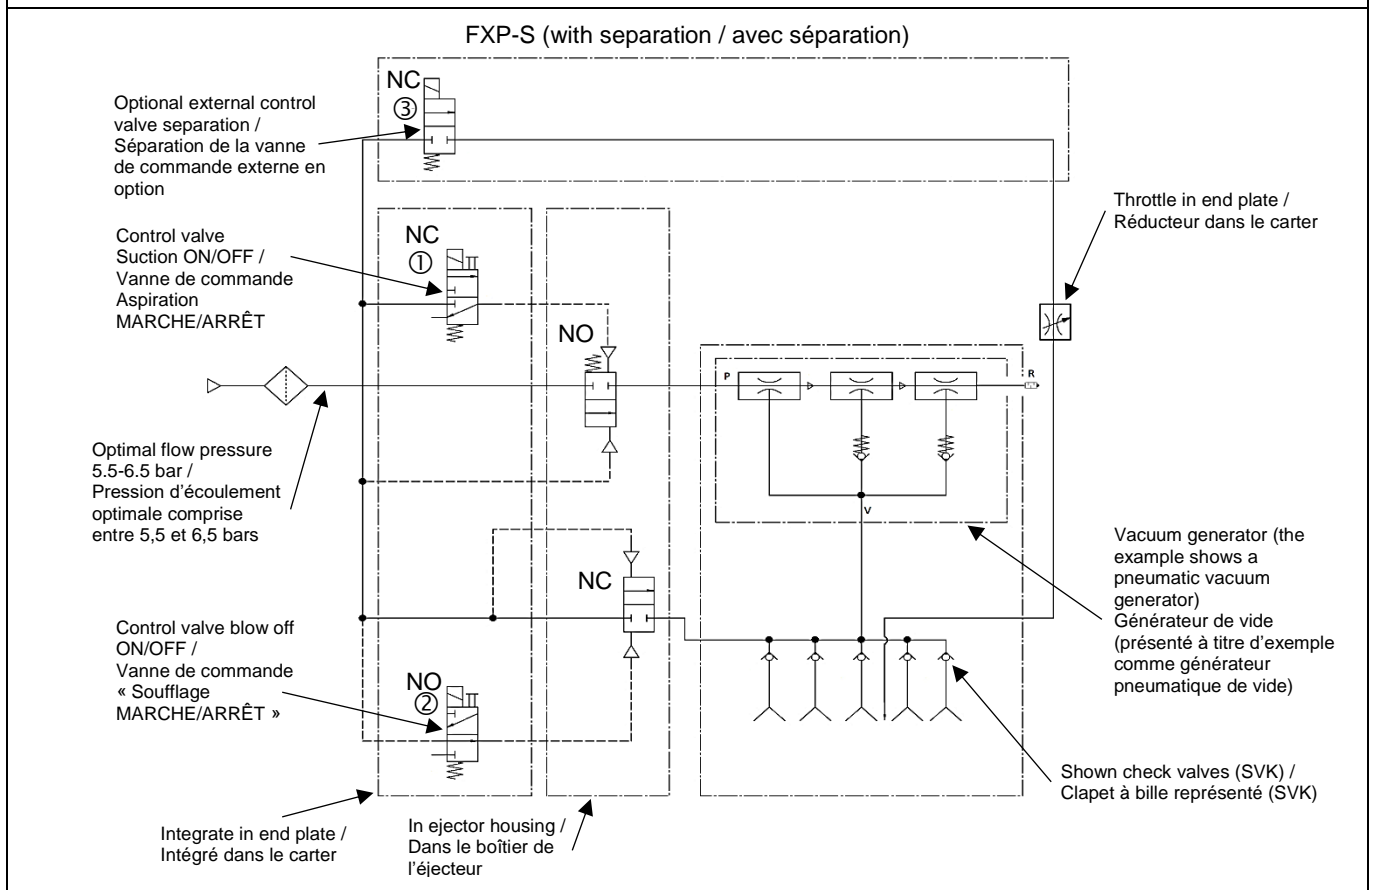 FXP-S (with separation / avec séparation)
NC
③
Optional external control
valve separation /
Séparation de la vanne
de commande externe en
option
Throttle in end plate /
Réducteur dans le carter
Control valve
Suction ON/OFF /
Vanne de commande
Aspiration
MARCHE/ARRÊT
NC
①
NO
P
R
Optimal flow pressure
5.5-6.5 bar /
Pression d'écoulement
optimale comprise
entre 5,5 et 6,5 bars
V
Vacuum generator (the
example shows a
pneumatic vacuum
generator)
Générateur de vide
(présenté à titre d'exemple
comme générateur
pneumatique de vide)
NC
Control valve blow off
ON/OFF /
Vanne de commande
« Soufflage
MARCHE/ARRÊT »
NO
②
Shown check valves (SVK) /
Clapet à bille représenté (SVK)
Integrate in end plate /
Intégré dans le carter
In ejector housing /
Dans le boîtier de
l'éjecteur